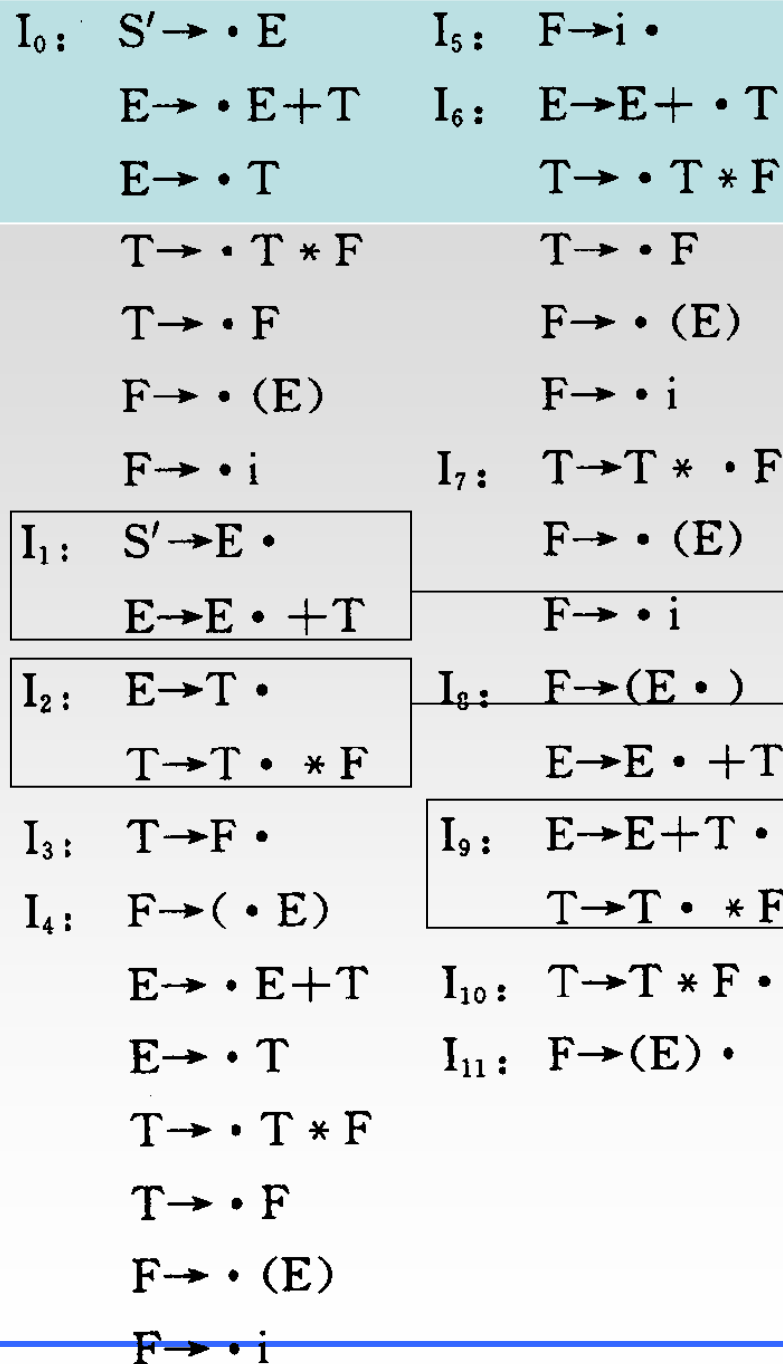 I₀: S′→ · E
E→ · E+T
E→ · T
T→ · T * F
T→ · F
F→ · (E)
F→ · i
I₁: S′→E ·
E→E · +T
I₂: E→T ·
T→T · * F
I₃: T→F ·
I₄: F→( · E)
E→ · E+T
E→ · T
T→ · T * F
T→ · F
F→ · (E)
F→ · i
I₅: F→i ·
I₆: E→E+ · T
T→ · T * F
T→ · F
F→ · (E)
F→ · i
I₇: T→T * · F
F→ · (E)
F→ · i
I₈: F→(E · )
E→E · +T
I₉: E→E+T ·
T→T · * F
I₁₀: T→T * F ·
I₁₁: F→(E) ·